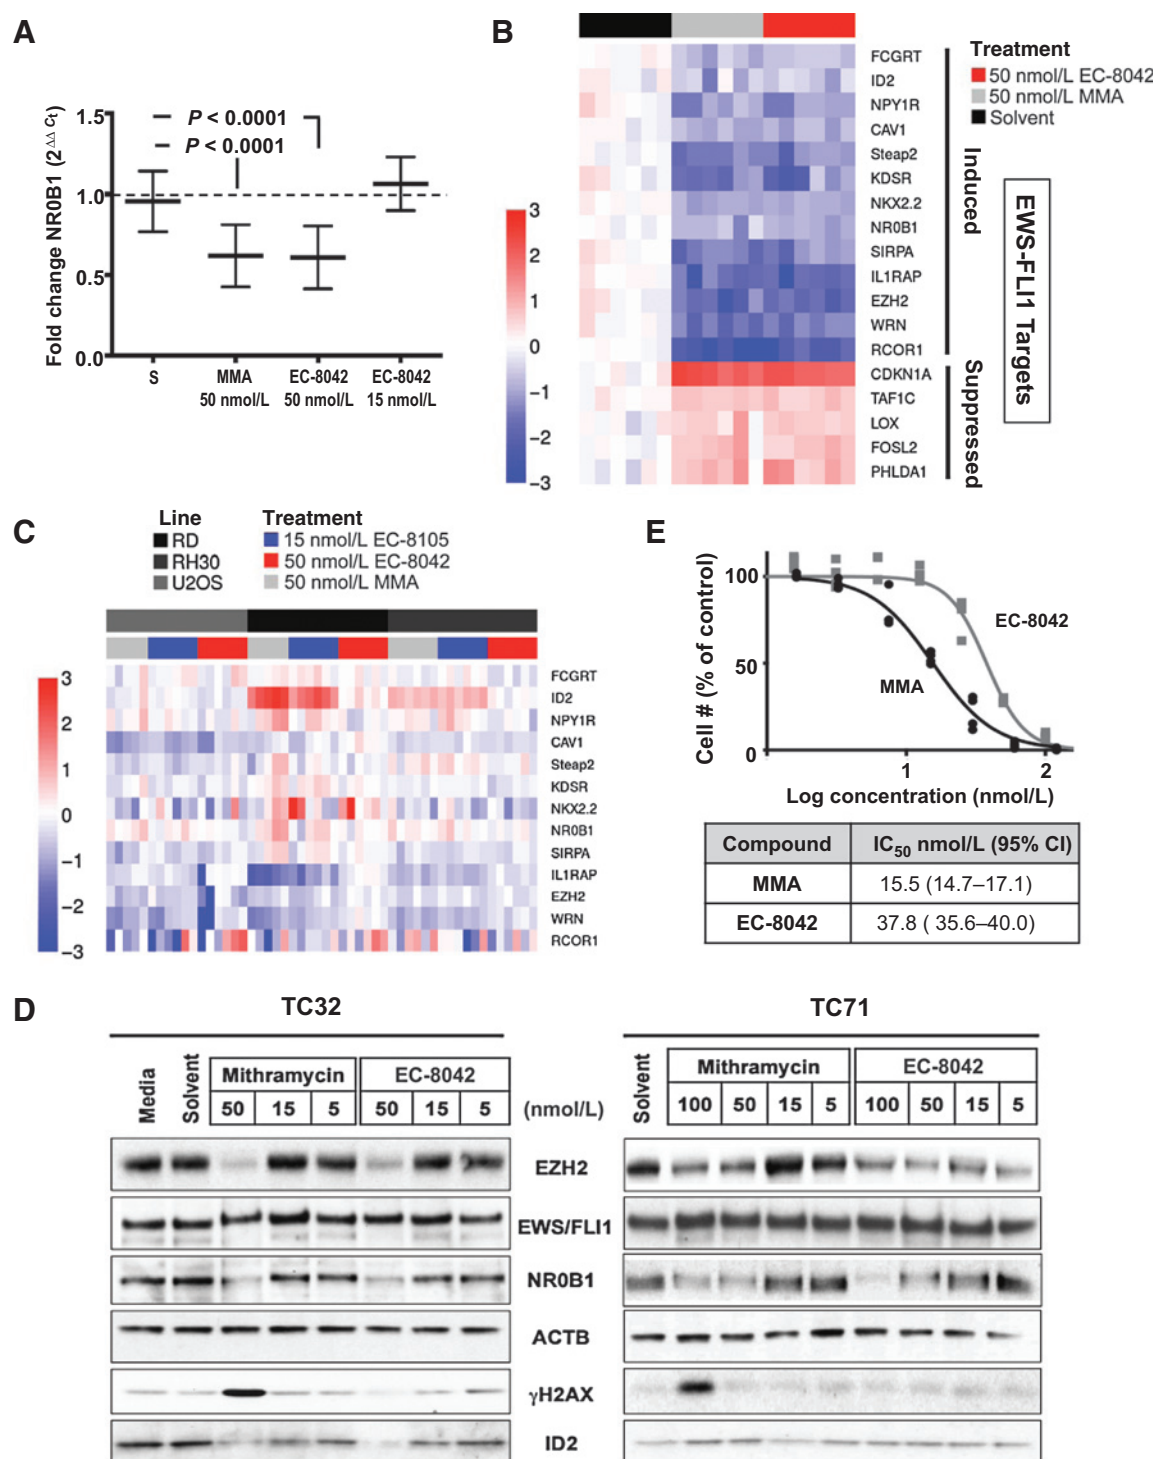 A
Fold change NR0B1 (2ΔΔ Ct)
1.5
1.0
0.5
0.0
P < 0.0001
P < 0.0001
S
MMA
50 nmol/L
EC-8042
50 nmol/L
EC-8042
15 nmol/L
B
Treatment
50 nmol/L EC-8042
50 nmol/L MMA
Solvent
3
2
1
0
−1
−2
−3
FCGRT
ID2
NPY1R
CAV1
Steap2
KDSR
NKX2.2
NR0B1
SIRPA
IL1RAP
EZH2
WRN
RCOR1
CDKN1A
TAF1C
LOX
FOSL2
PHLDA1
Induced
Suppressed
EWS-FLI1 Targets
C
Line
RD
RH30
U2OS
Treatment
15 nmol/L EC-8105
50 nmol/L EC-8042
50 nmol/L MMA
3
2
1
0
−1
−2
−3
FCGRT
ID2
NPY1R
CAV1
Steap2
KDSR
NKX2.2
NR0B1
SIRPA
IL1RAP
EZH2
WRN
RCOR1
E
Cell # (% of control)
100
50
0
EC-8042
MMA
1
2
Log concentration (nmol/L)
Compound IC50 nmol/L (95% CI)
MMA 15.5 (14.7–17.1)
EC-8042 37.8 ( 35.6–40.0)
D
TC32
Media
Solvent
Mithramycin EC-8042
50 15 5 50 15 5
(nmol/L)
TC71
Solvent
Mithramycin EC-8042
100 50 15 5 100 50 15 5
EZH2
EWS/FLI1
NR0B1
ACTB
γH2AX
ID2